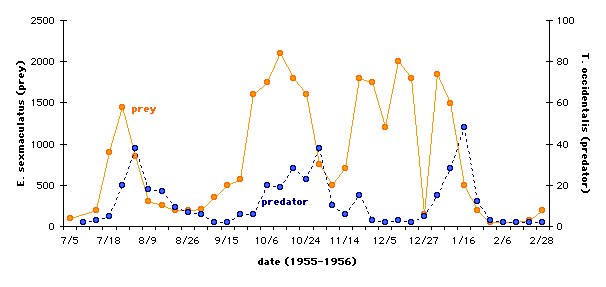 2500
2000
1500
1000
500
0
E. sexmaculatus (prey)
100
80
60
40
20
0
T. occidentalis (predator)
prey
predator
7/5 7/18 8/9 8/26 9/15 10/6 10/24 11/14 12/5 12/27 1/16 2/6 2/28
date (1955-1956)